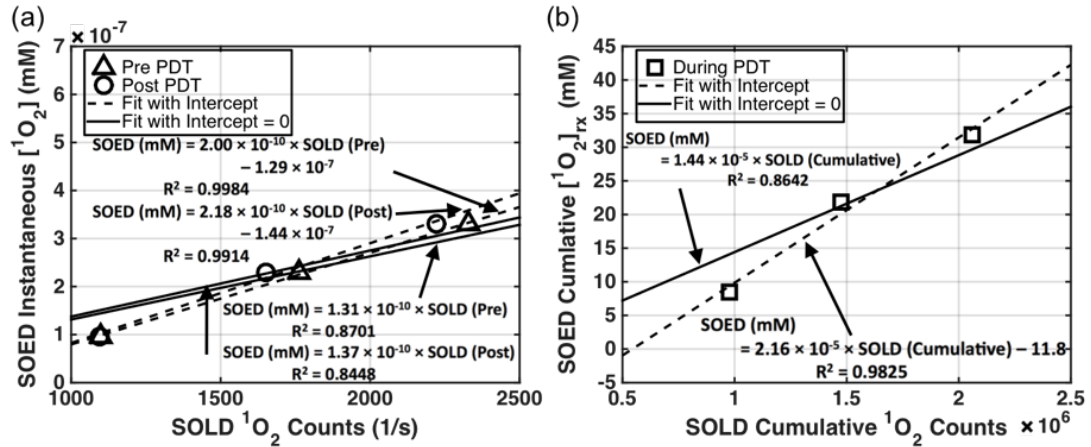 (a)
× 10⁻⁷
SOED Instantaneous [¹O₂] (mM)
7
6
5
4
3
2
1
0
Pre PDT
Post PDT
Fit with Intercept
Fit with Intercept = 0
SOED (mM) = 2.00 × 10⁻¹⁰ × SOLD (Pre)
− 1.29 × 10⁻⁷
R² = 0.9984
SOED (mM) = 2.18 × 10⁻¹⁰ × SOLD (Post)
− 1.44 × 10⁻⁷
R² = 0.9914
SOED (mM) = 1.31 × 10⁻¹⁰ × SOLD (Pre)
R² = 0.8701
SOED (mM) = 1.37 × 10⁻¹⁰ × SOLD (Post)
R² = 0.8448
1000
1500
2000
2500
SOLD ¹O₂ Counts (1/s)
(b)
SOED Cumlative [¹O₂]rx (mM)
45
40
35
30
25
20
15
10
5
0
-5
During PDT
Fit with Intercept
Fit with Intercept = 0
SOED (mM)
= 1.44 × 10⁻⁵ × SOLD (Cumulative)
R² = 0.8642
SOED (mM)
= 2.16 × 10⁻⁵ × SOLD (Cumulative) − 11.8
R² = 0.9825
0.5
1
1.5
2
2.5
SOLD Cumulative ¹O₂ Counts × 10⁶